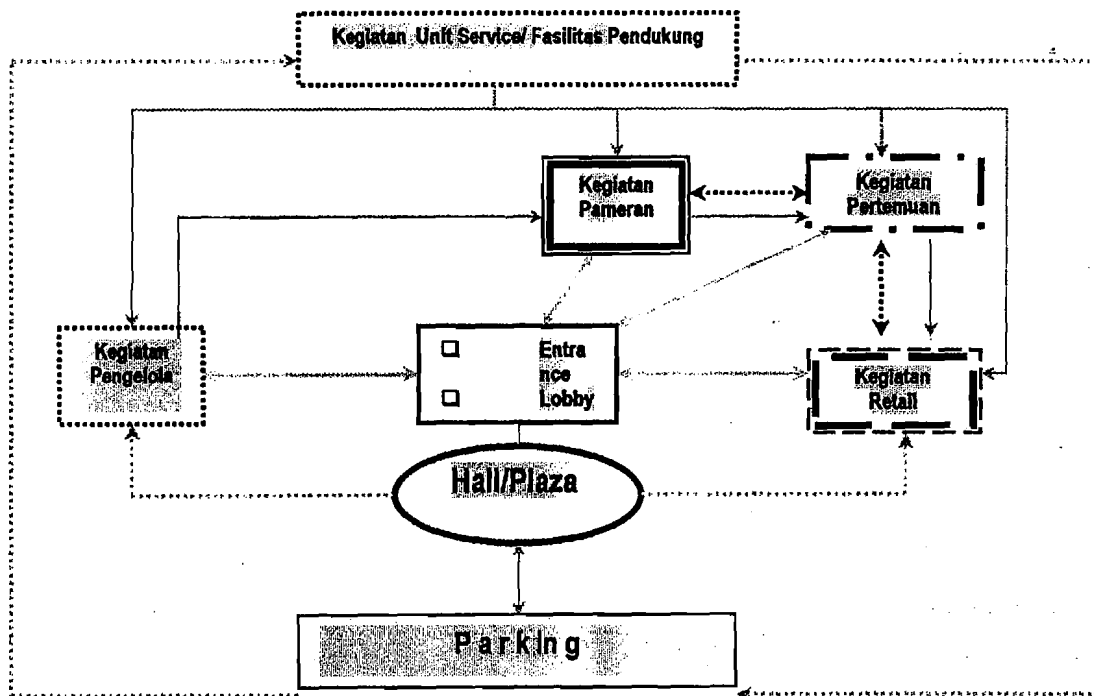 Kegiatan Unit Service/ Fasilitas Pendukung
Kegiatan
Pameran
Kegiatan
Pertemuan
Kegiatan
Pengelola
Entra
nce
Lobby
Kegiatan
Retail
Hall/Plaza
Parking